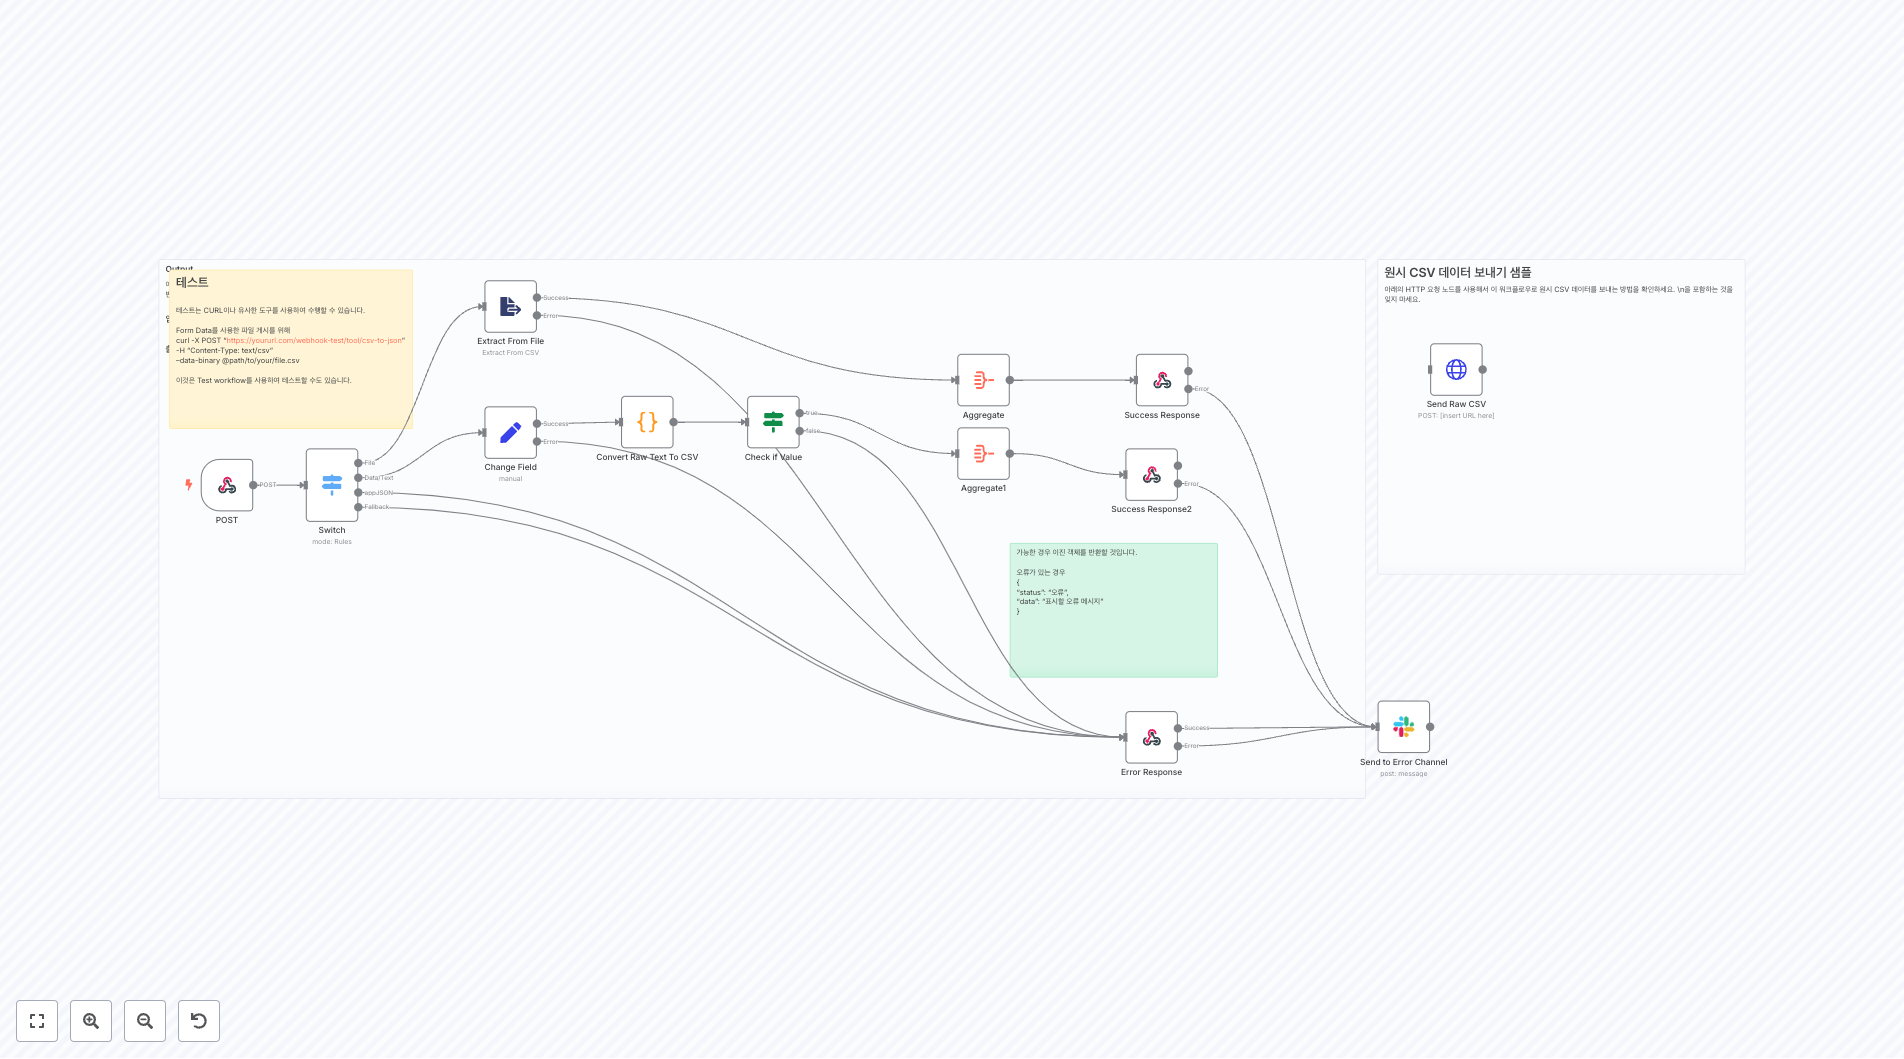 Output
테스트
테스트는 CURL이나 유사한 도구를 사용하여 수행할 수 있습니다.
Form Data를 사용한 파일 게시를 위해
curl -X POST "https://yoururl.com/webhook-test/tool/csv-to-json"
-H "Content-Type: text/csv"
–data-binary @path/to/your/file.csv
이것은 Test workflow를 사용하여 테스트할 수도 있습니다.
POST
POST
Switch
mode: Rules
File
Data/Text
appJSON
Fallback
Success
Error
Extract From File
Extract From CSV
Success
Error
Change Field
manual
Convert Raw Text To CSV
true
false
Check if Value
Aggregate
Aggregate1
Error
Success Response
Error
Success Response2
가능한 경우 이진 객체를 반환할 것입니다.
오류가 있는 경우
{
"status": "오류",
"data": "표시할 오류 메시지"
}
Success
Error
Error Response
Send to Error Channel
post: message
원시 CSV 데이터 보내기 샘플
아래의 HTTP 요청 노드를 사용해서 이 워크플로우로 원시 CSV 데이터를 보내는 방법을 확인하세요. \n을 포함하는 것을
잊지 마세요.
Send Raw CSV
POST: [insert URL here]